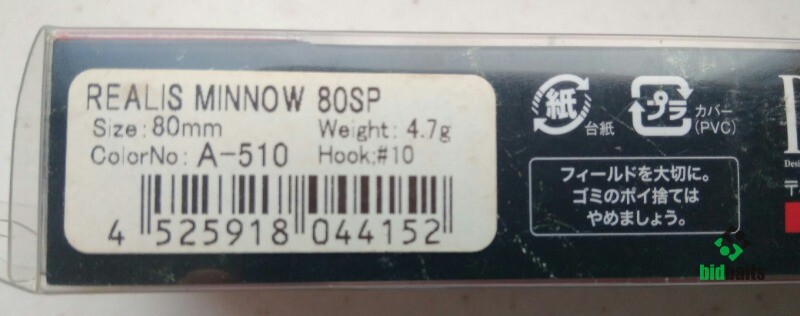 REALIS MINNOW 80SP
Size:80mm Weight: 4.7g
ColorNo: A-510 Hook:#10
4 525918 044152
紙
台紙
プラ
カバー
(PVC)
フィールドを大切に。
ゴミのポイ捨ては
やめましょう。
Desi
〒
bidbaits